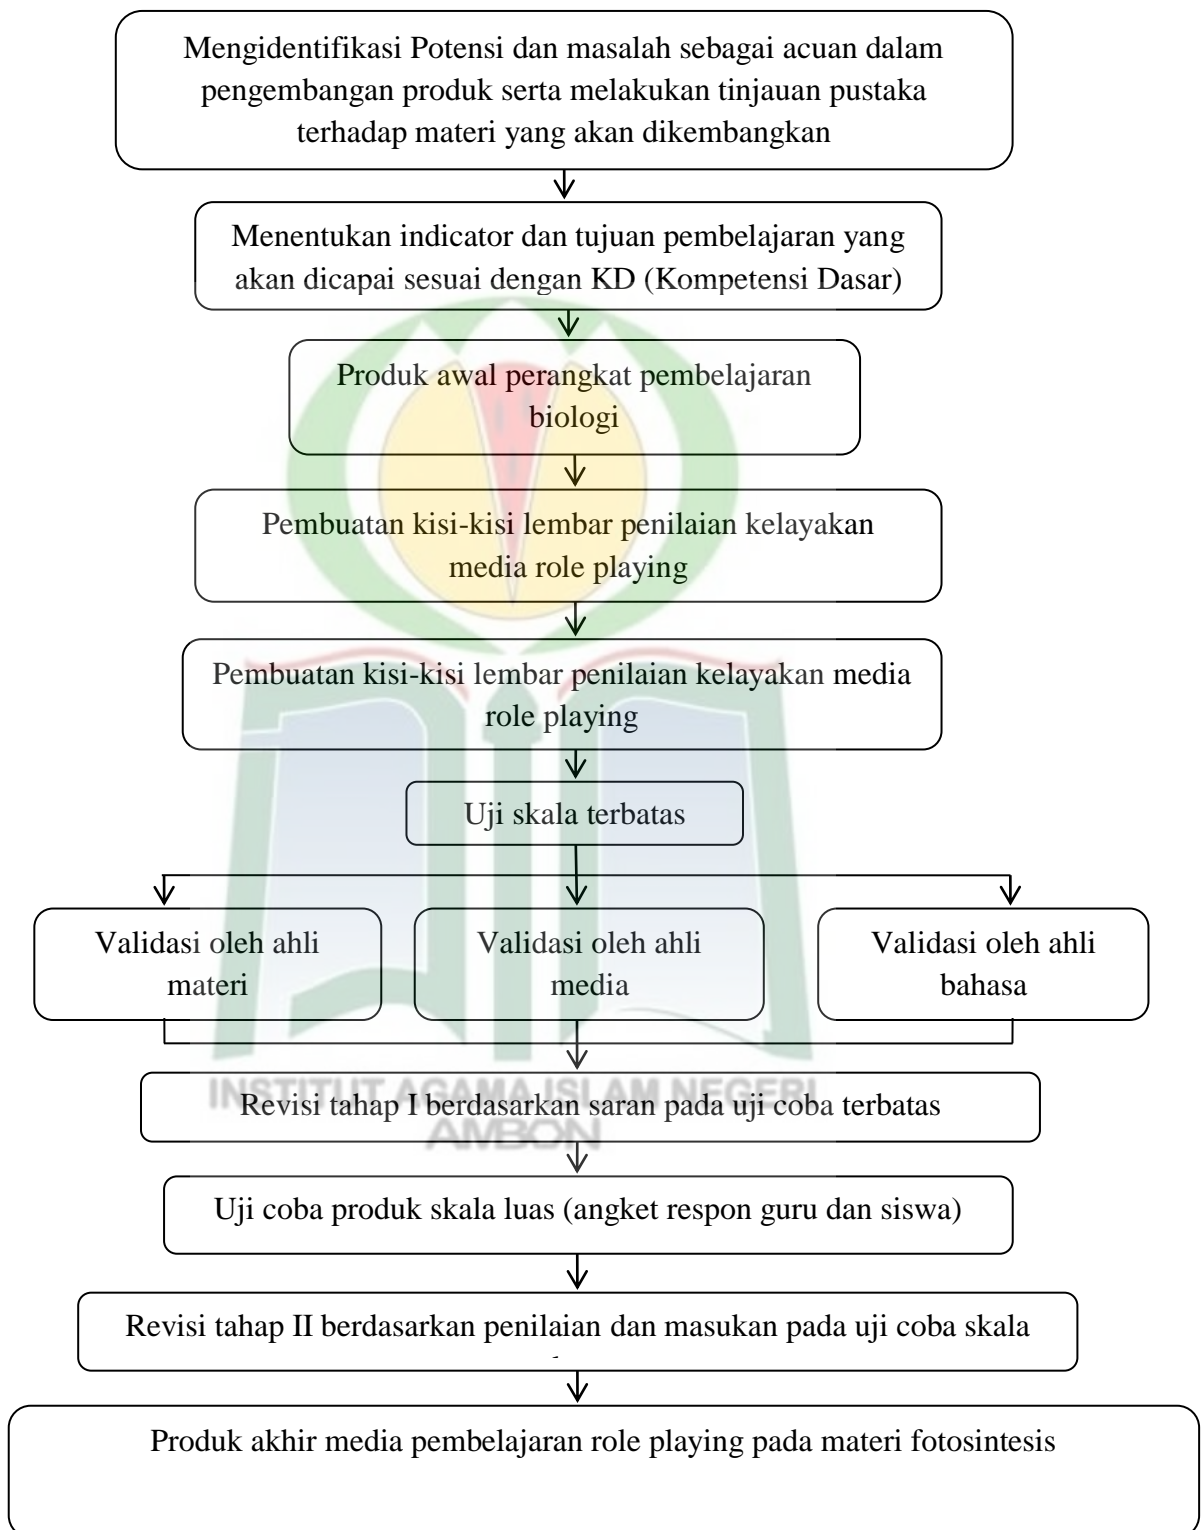 Mengidentifikasi Potensi dan masalah sebagai acuan dalam
pengembangan produk serta melakukan tinjauan pustaka
terhadap materi yang akan dikembangkan
Menentukan indicator dan tujuan pembelajaran yang
akan dicapai sesuai dengan KD (Kompetensi Dasar)
Produk awal perangkat pembelajaran
biologi
Pembuatan kisi-kisi lembar penilaian kelayakan
media role playing
Pembuatan kisi-kisi lembar penilaian kelayakan media
role playing
Uji skala terbatas
Validasi oleh ahli
materi
Validasi oleh ahli
media
Validasi oleh ahli
bahasa
INSTITUT AGAMA ISLAM NEGERI
AMBON
Revisi tahap I berdasarkan saran pada uji coba terbatas
Uji coba produk skala luas (angket respon guru dan siswa)
Revisi tahap II berdasarkan penilaian dan masukan pada uji coba skala
Produk akhir media pembelajaran role playing pada materi fotosintesis